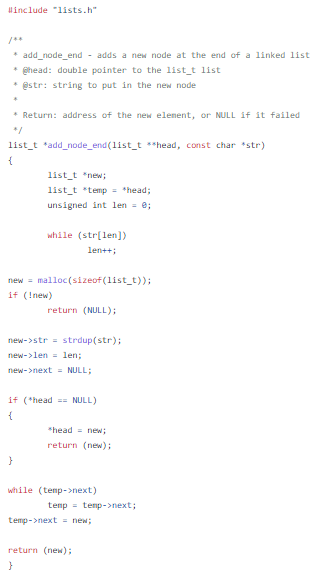 #include "lists.h"

/**
 * add_node_end - adds a new node at the end of a linked list
 * @head: double pointer to the list_t list
 * @str: string to put in the new node
 *
 * Return: address of the new element, or NULL if it failed
 */
list_t *add_node_end(list_t **head, const char *str)
{
        list_t *new;
        list_t *temp = *head;
        unsigned int len = 0;

        while (str[len])
                len++;

new = malloc(sizeof(list_t));
if (!new)
        return (NULL);

new->str = strdup(str);
new->len = len;
new->next = NULL;

if (*head == NULL)
{
        *head = new;
        return (new);
}

while (temp->next)
        temp = temp->next;
temp->next = new;

return (new);
}